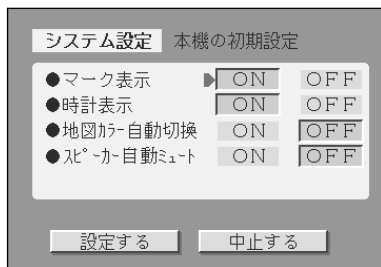 システム設定 本機の初期設定
●マーク表示 ON OFF
●時計表示 ON OFF
●地図ｶﾗｰ自動切換 ON OFF
●ｽﾋﾟｰｶｰ自動ﾐｭｰﾄ ON OFF
設定する 中止する